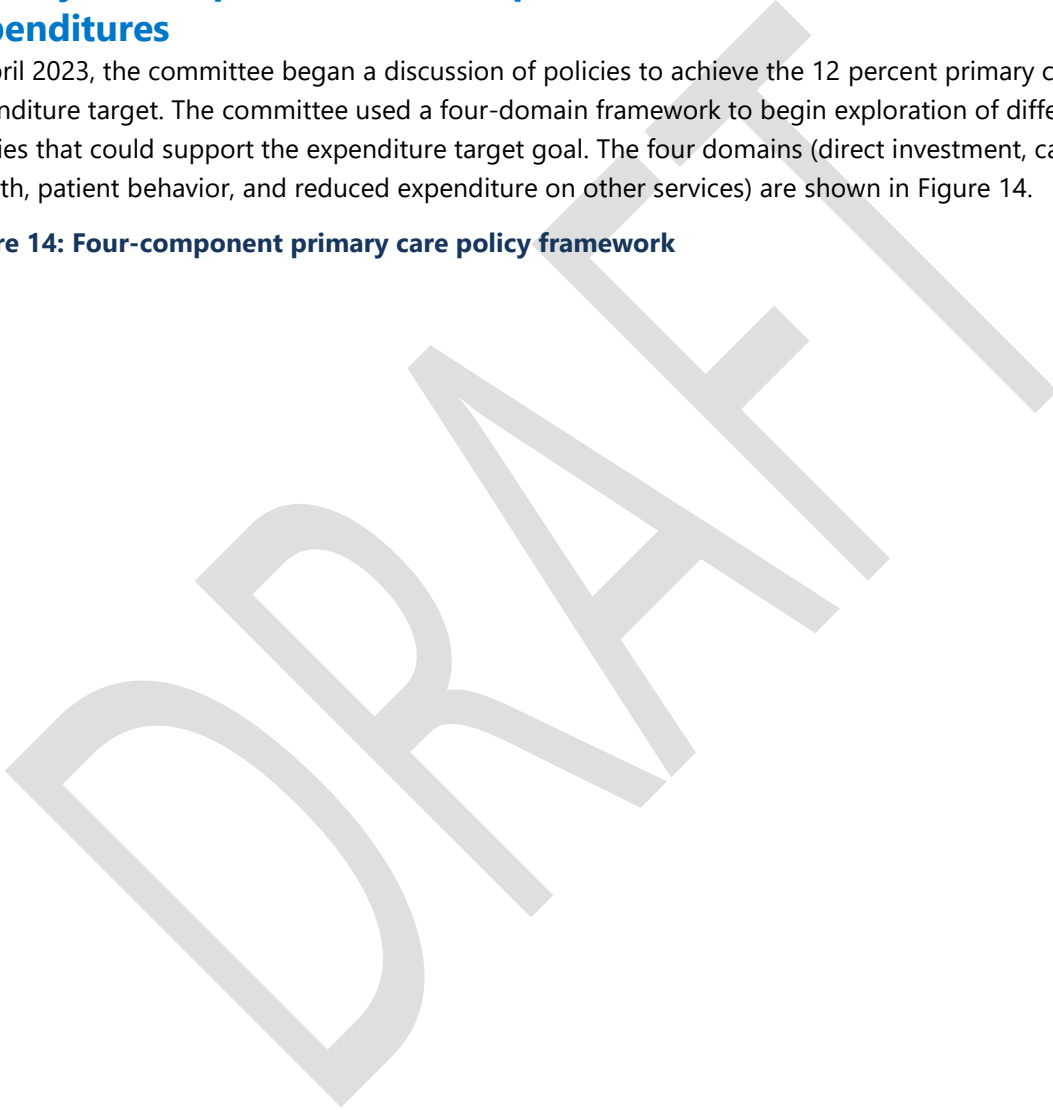 penditures
pril 2023, the committee began a discussion of policies to achieve the 12 percent primary c
nditure target. The committee used a four-domain framework to begin exploration of diffe
ies that could support the expenditure target goal. The four domains (direct investment, ca
th, patient behavior, and reduced expenditure on other services) are shown in Figure 14.
re 14: Four-component primary care policy framework
DRAFT